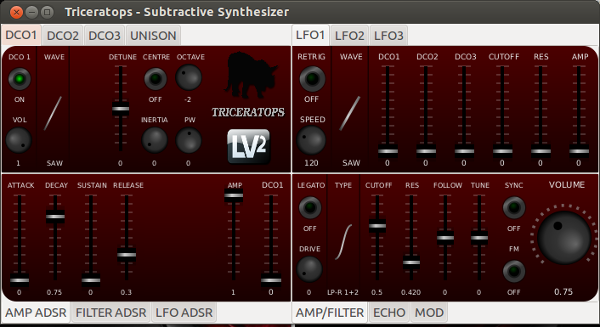 Triceratops - Subtractive Synthesizer
DCO1 DCO2 DCO3 UNISON
DCO 1 WAVE DETUNE CENTRE OCTAVE
ON OFF -2
VOL INERTIA PW
1 SAW 0 0 0
TRICERATOPS
LV2
LFO1 LFO2 LFO3
RETRIG WAVE DCO1 DCO2 DCO3 CUTOFF RES AMP
OFF
SPEED
120 SAW 0 0 0 0 0 0
ATTACK DECAY SUSTAIN RELEASE AMP DCO1
0 0.75 0 0.3 1 0
AMP ADSR FILTER ADSR LFO ADSR
LEGATO TYPE CUTOFF RES FOLLOW TUNE SYNC VOLUME
OFF OFF
DRIVE FM
0 LP-R 1+2 0.5 0.420 0 0 OFF 0.75
AMP/FILTER ECHO MOD